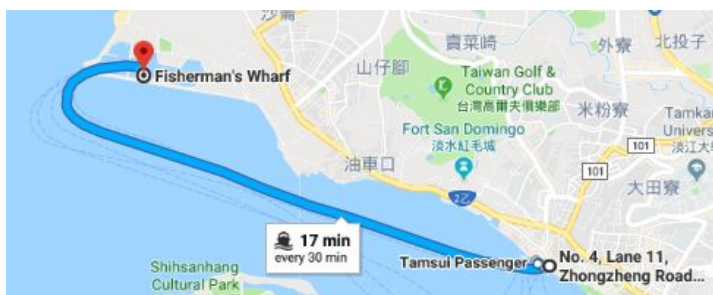 沙崙
賣菜崎
外寮
北投子
Fisherman's Wharf
山仔腳
Taiwan Golf &
Country Club
台灣高爾夫俱樂部
米粉寮
Tamkan
Universi
淡江大學
Fort San Domingo
淡水紅毛城
101
101
油車口
大田寮
2乙
17 min
every 30 min
Tamsui Passenger
No. 4, Lane 11,
Zhongzheng Road...
Shihsanhang
Cultural Park